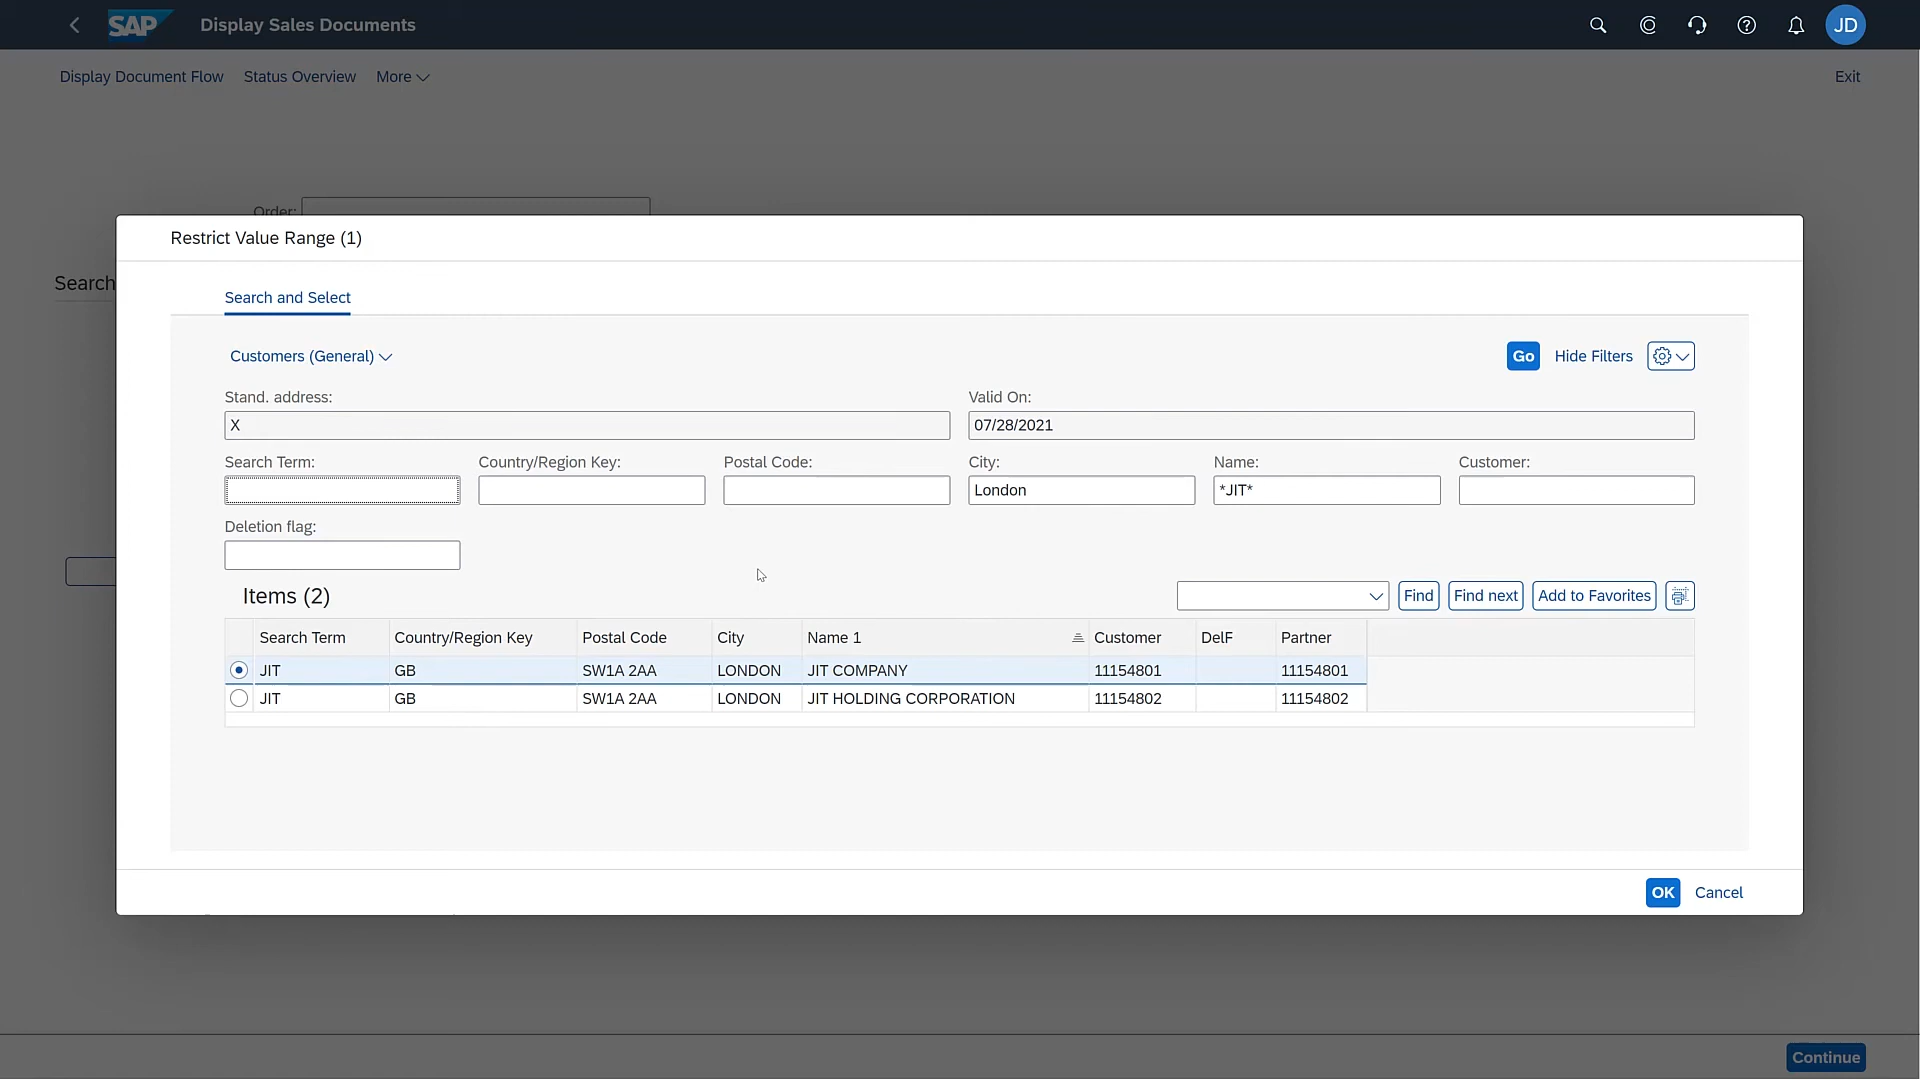 SAP Display Sales Documents JD
Display Document Flow Status Overview More Exit
Order:
Restrict Value Range (1)
Search
Search and Select
Customers (General) Go Hide Filters
Stand. address: Valid On:
X 07/28/2021
Search Term: Country/Region Key: Postal Code: City: Name: Customer:
London *JIT*
Deletion flag:
Items (2) Find Find next Add to Favorites
Search Term Country/Region Key Postal Code City Name 1 Customer DelF Partner
JIT GB SW1A 2AA LONDON JIT COMPANY 11154801 11154801
JIT GB SW1A 2AA LONDON JIT HOLDING CORPORATION 11154802 11154802
OK Cancel
Continue